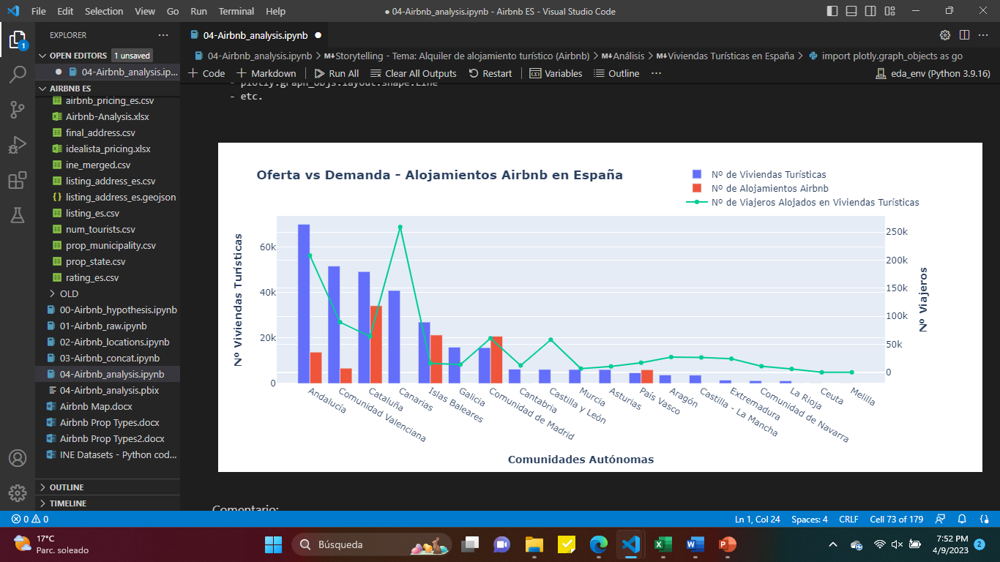 File Edit Selection View Go Run Terminal Help
● 04-Airbnb_analysis.ipynb - Airbnb ES - Visual Studio Code
EXPLORER
OPEN EDITORS 1 unsaved
04-Airbnb_analysis.ip...
AIRBNB ES
airbnb_pricing_es.csv
Airbnb-Analysis.xlsx
final_address.csv
idealista_pricing.xlsx
ine_merged.csv
listing_address_es.csv
listing_address_es.geojson
listing_es.csv
num_tourists.csv
prop_municipality.csv
prop_state.csv
rating_es.csv
OLD
00-Airbnb_hypothesis.ipynb
01-Airbnb_raw.ipynb
02-Airbnb_locations.ipynb
03-Airbnb_concat.ipynb
04-Airbnb_analysis.ipynb
04-Airbnb_analysis.pbix
Airbnb Map.docx
Airbnb Prop Types.docx
Airbnb Prop Types2.docx
INE Datasets - Python cod...
OUTLINE
TIMELINE
1
04-Airbnb_analysis.ipynb
04-Airbnb_analysis.ipynb > M↓Storytelling - Tema: Alquiler de alojamiento turístico (Airbnb) > M↓Análisis > M↓Viviendas Turísticas en España > import plotly.graph_objects as go
Code Markdown Run All Clear All Outputs Restart Variables Outline ...
eda_env (Python 3.9.16)
- plotly.graph_objs.layout.shape.Line
- etc.
Oferta vs Demanda - Alojamientos Airbnb en España
Nº de Viviendas Turísticas
Nº de Alojamientos Airbnb
Nº de Viajeros Alojados en Viviendas Turísticas
Nº Viviendas Turísticas
60k
40k
20k
0
250k
200k
150k
100k
50k
0
Nº Viajeros
Andalucía
Comunidad Valenciana
Cataluña
Canarias
Islas Baleares
Galicia
Comunidad de Madrid
Cantabria
Castilla y León
Murcia
Asturias
País Vasco
Aragón
Castilla - La Mancha
Extremadura
Comunidad de Navarra
La Rioja
Ceuta
Melilla
Comunidades Autónomas
Comentario:
0 0
Ln 1, Col 24 Spaces: 4 CRLF Cell 73 of 179
17°C
Parc. soleado
Búsqueda
7:52 PM
4/9/2023
2